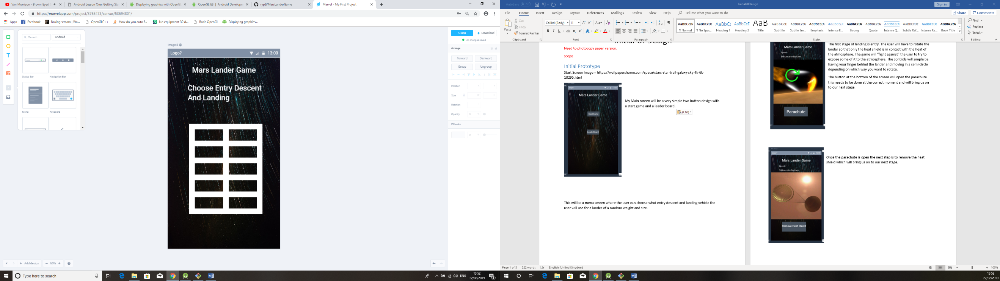 Van Morrison - Brown Eyed G
Android Lesson One: Getting Sta
Displaying graphics with OpenGL
OpenGL ES | Android Developer
ryp9/MarsLanderGame
Marvel - My First Project
https://marvelapp.com/project/3768473/canvas/53694801/
Apps
Facebook
Boxing stream | Wa...
OpenGLC++
How do you auto f...
No equipment 30 d...
Basic OpenGL
Displaying graphics...
Search
Android
Status Bar
Navigation Bar
Menu
Keyboard
Image 8
Logo?
13:00
Mars Lander Game
Choose Entry Descent
And Landing
Close
Download
All changes saved
Arrange
Forward
Backward
Group
Ungroup
Position
Size
Rotation
Opacity
Fill color
Add design
50%
Type here to search
ENG
13:52
22/02/2019
AutoSave
Off
InitialUIDesign
Sign in
File
Home
Insert
Design
Layout
References
Mailings
Review
View
Help
Tell me what you want to do
Share
Comments
Paste
Cut
Copy
Format Painter
Clipboard
Calibri (Body)
11
Font
Paragraph
AaBbCcDc
¶ Normal
¶ No Spac...
Heading 1
Heading 2
Title
Subtitle
Subtle Em...
Emphasis
Intense E...
Strong
Quote
Intense Q...
Subtle Ref...
Intense Re...
Book Title
Styles
Find
Replace
Select
Editing
Initial UI Design
Need to photocopy paper version.
scope
Initial Prototype
Start Screen Image = https://wallpapershome.com/space/stars-star-trail-galaxy-sky-4k-6k-
18295.html
Logo?
13:00
Mars Lander Game
Start Game
LeaderBoard
My Main screen will be a very simple two button design with
a start game and a leader board.
(Ctrl)
This will be a menu screen where the user can choose what entry descent and landing vehicle the
user will use for a lander of a random weight and size.
Mars Lander Game
Speed:
Distance to Surface:
Parachute
The first stage of landing is entry. The user will have to rotate the
lander so that only the heat shield is in contact with the heat of
the atmosphere. The game will “fight against” the user to try to
expose some of it to the atmosphere. The controls will simple be
having your finger behind the lander and moving in a semi-circle
depending on which way you want to rotate.
The button at the bottom of the screen will open the parachute
this needs to be done at the correct moment and will bring us on
to our next stage.
Logo?
13:00
Mars Lander Game
Speed:
Distance to Surface:
Remove Heat Shield
Once the parachute is open the next step is to remove the heat
shield which will bring us on to our next stage.
Page 1 of 5
322 words
English (United Kingdom)
100%
13:52
22/02/2019